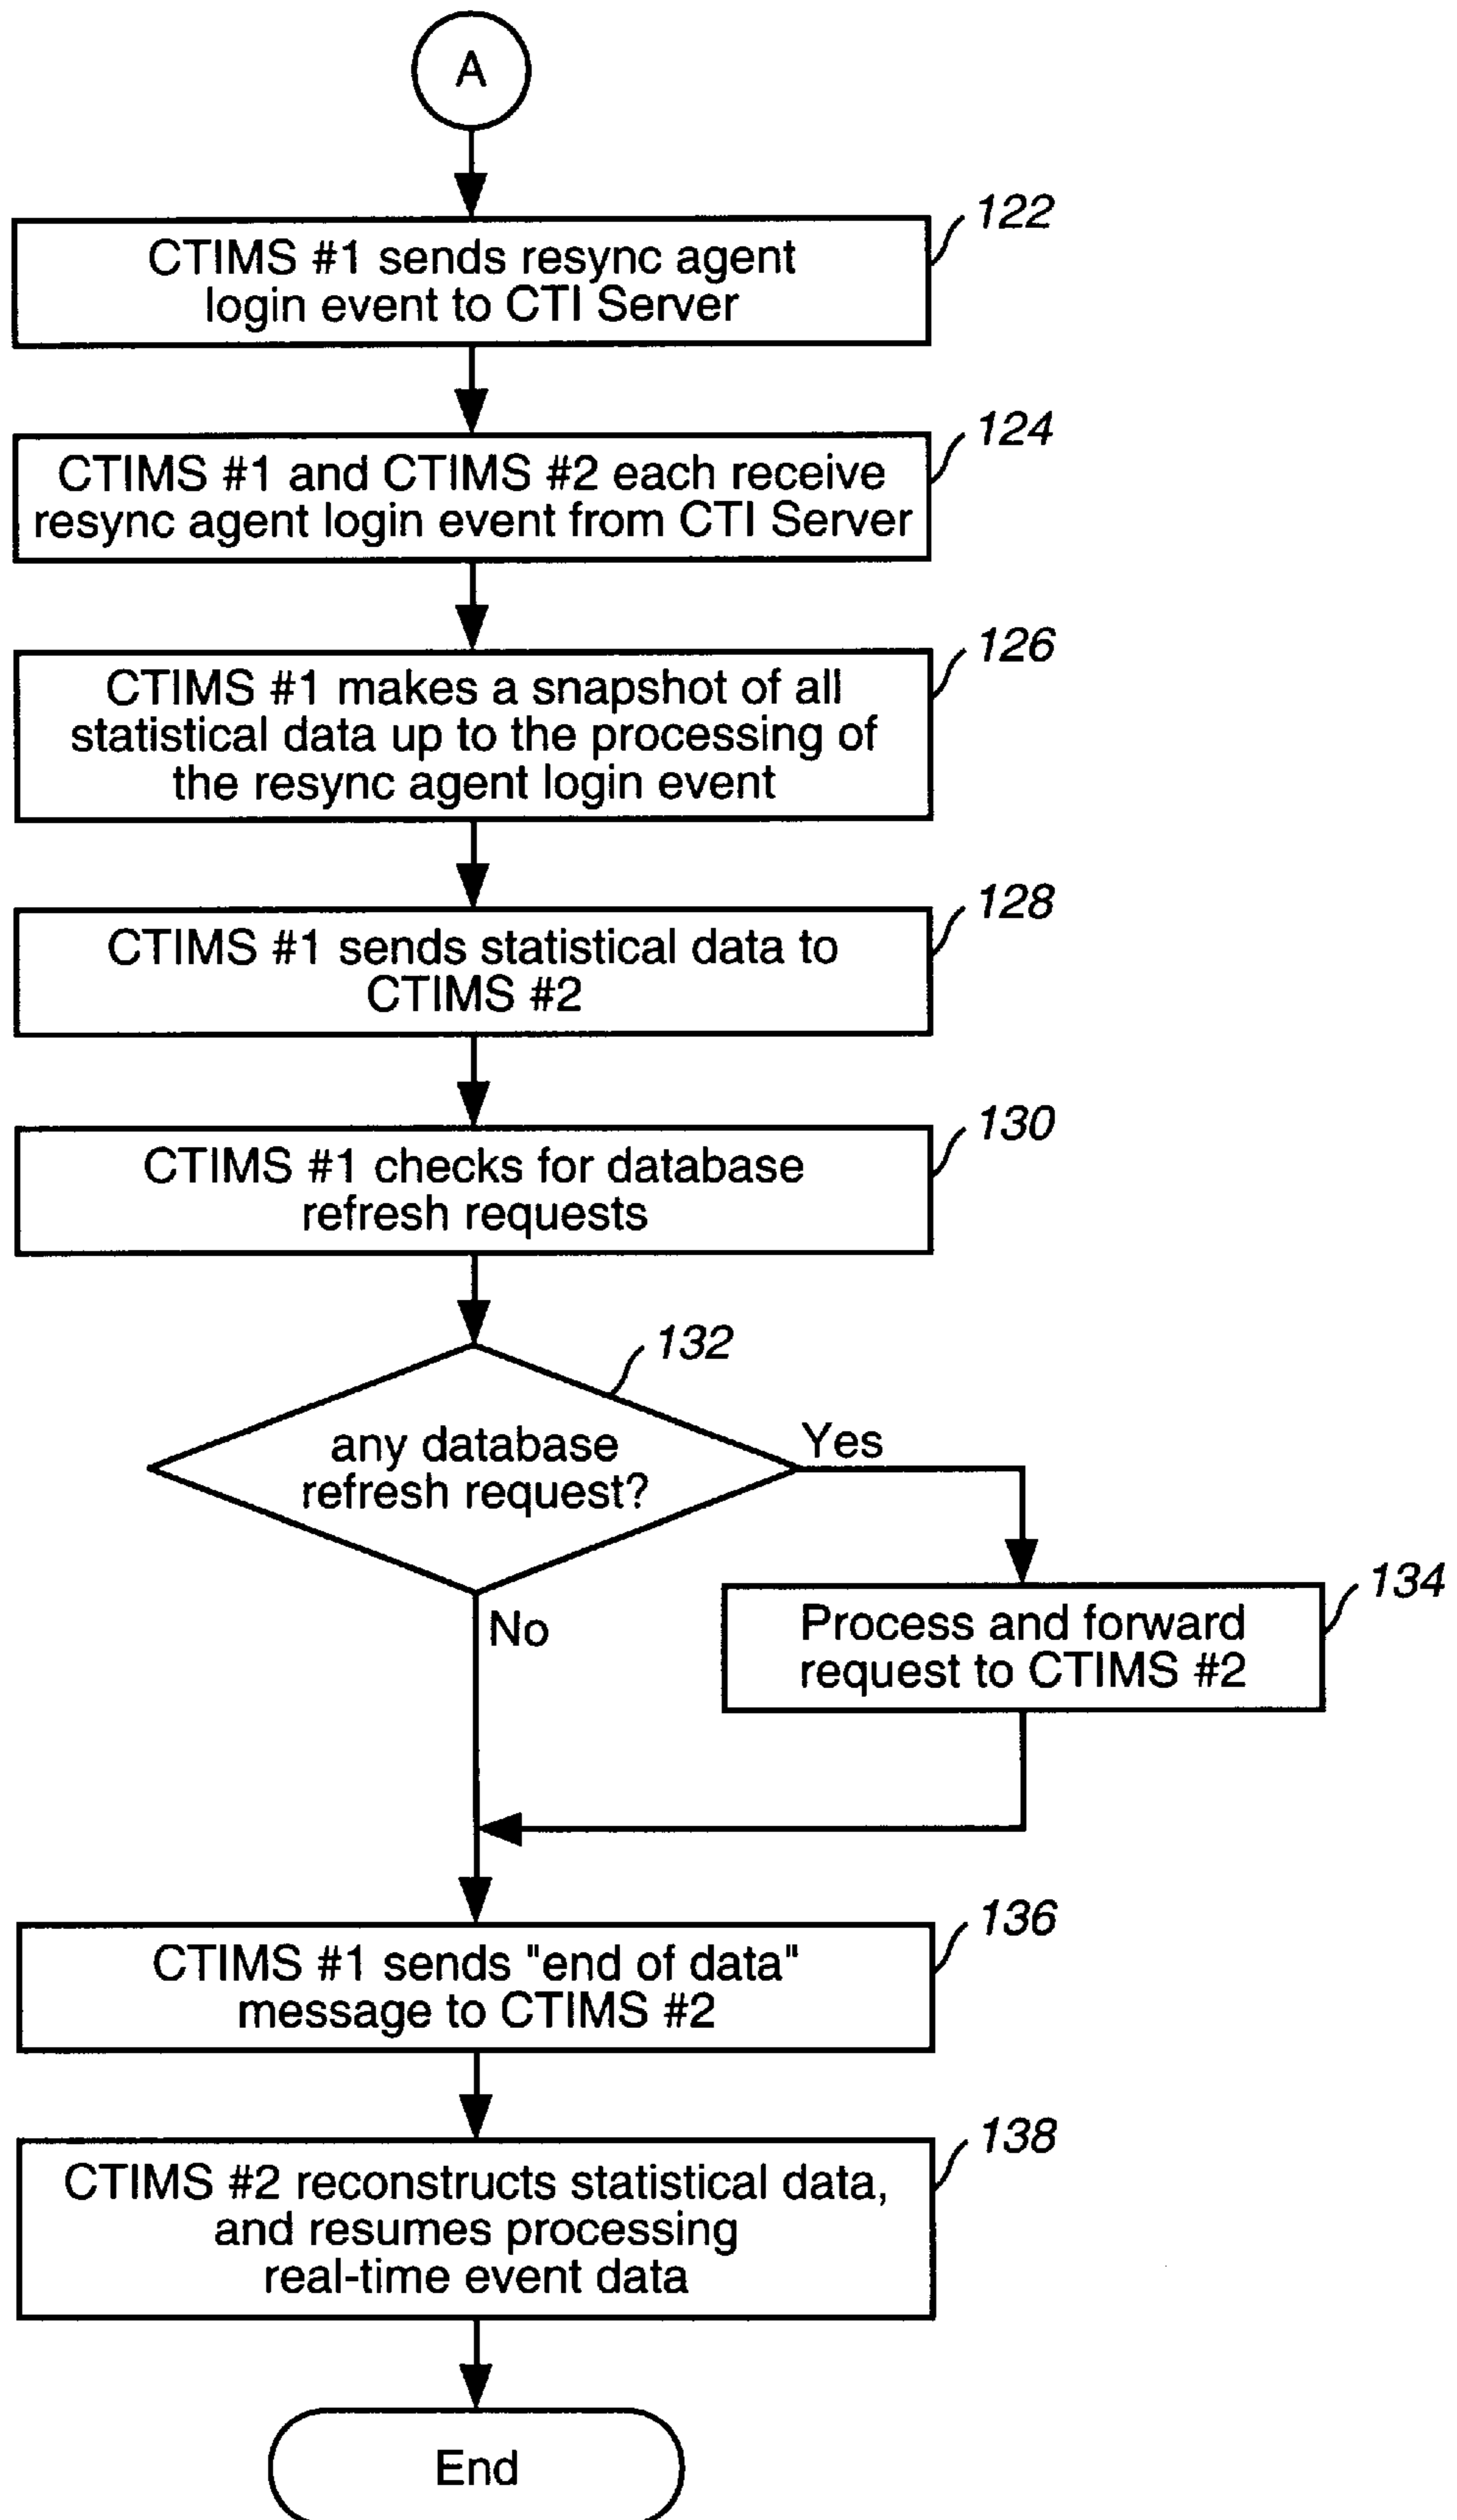 A
122
CTIMS #1 sends resync agent
login event to CTI Server
124
CTIMS #1 and CTIMS #2 each receive
resync agent login event from CTI Server
126
CTIMS #1 makes a snapshot of all
statistical data up to the processing of
the resync agent login event
128
CTIMS #1 sends statistical data to
CTIMS #2
130
CTIMS #1 checks for database
refresh requests
132
any database
refresh request?
Yes
No
134
Process and forward
request to CTIMS #2
136
CTIMS #1 sends "end of data"
message to CTIMS #2
138
CTIMS #2 reconstructs statistical data,
and resumes processing
real-time event data
End